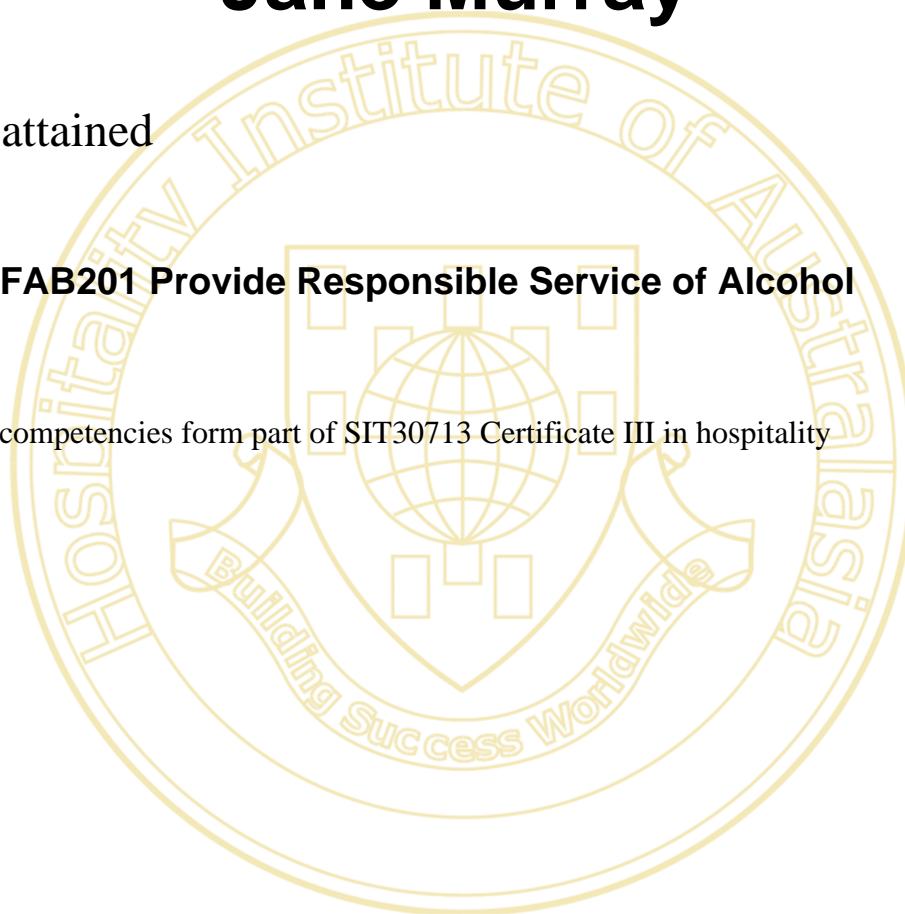 Jane Murray
attained
FAB201 Provide Responsible Service of Alcohol
competencies form part of SIT30713 Certificate III in hospitality
Hospitality Institute of Australasia
Building Success Worldwide